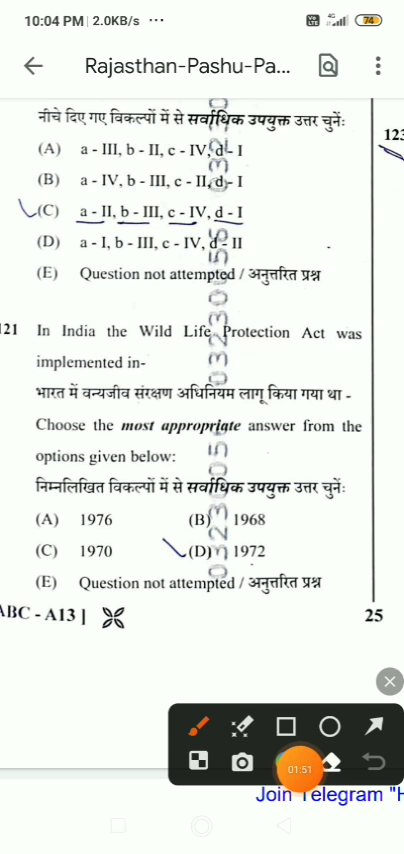 10:04 PM | 2.0KB/s ...
4G
74
Rajasthan-Pashu-Pa...
नीचे दिए गए विकल्पों में से सर्वाधिक उपयुक्त उत्तर चुनें:
123
(A) a - III, b - II, c - IV, d - I
(B) a - IV, b - III, c - II, d - I
(C) a - II, b - III, c - IV, d - I
(D) a - I, b - III, c - IV, d - II
(E) Question not attempted / अनुत्तरित प्रश्न
121 In India the Wild Life Protection Act was
implemented in-
भारत में वन्यजीव संरक्षण अधिनियम लागू किया गया था -
Choose the most appropriate answer from the
options given below:
निम्नलिखित विकल्पों में से सर्वाधिक उपयुक्त उत्तर चुनें:
(A) 1976 (B) 1968
(C) 1970 (D) 1972
(E) Question not attempted / अनुत्तरित प्रश्न
ABC - A13 ] 25
01:51
Join Telegram "H